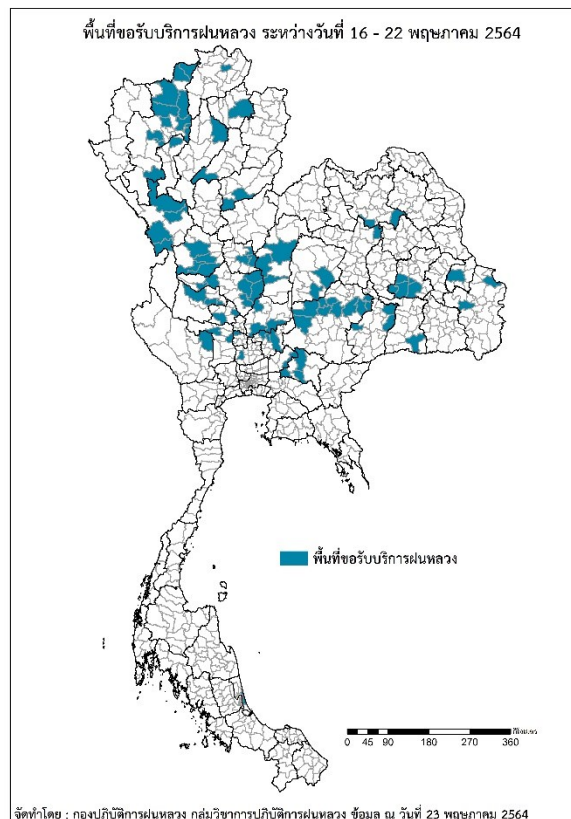 พื้นที่ขอรับบริการฝนหลวง ระหว่างวันที่ 16 - 22 พฤษภาคม 2564
พื้นที่ขอรับบริการฝนหลวง
0 45 90 180 270 360
จัดทำโดย : กองปฏิบัติการฝนหลวง กลุ่มวิชาการปฏิบัติการฝนหลวง ข้อมูล ณ วันที่ 23 พฤษภาคม 2564